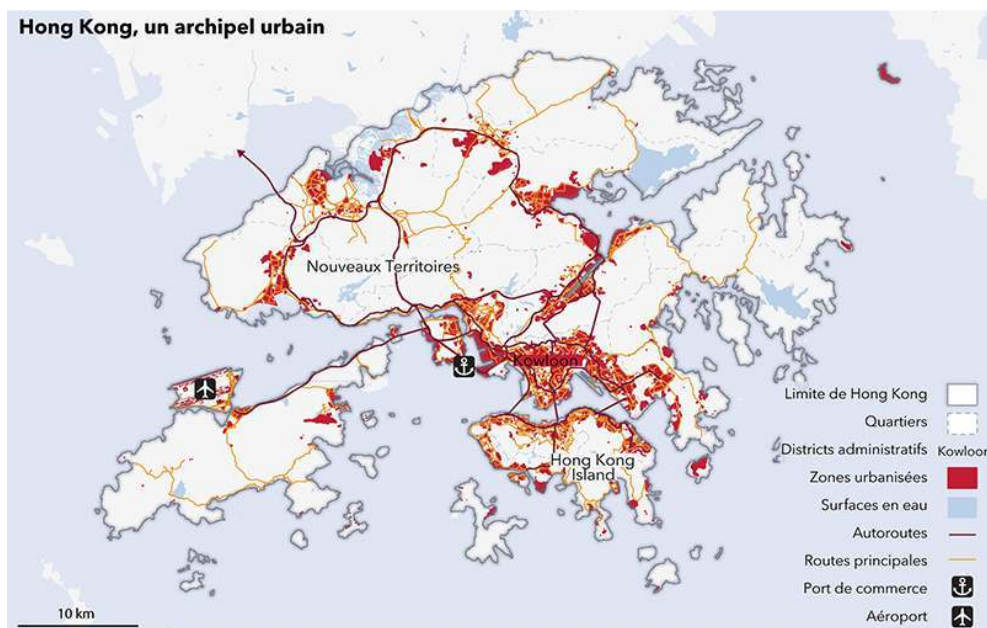 Hong Kong, un archipel urbain
Nouveaux Territoires
Kowloon
Hong Kong
Island
Limite de Hong Kong
Quartiers
Districts administratifs Kowloon
Zones urbanisées
Surfaces en eau
Autoroutes
Routes principales
Port de commerce
Aéroport
10 km